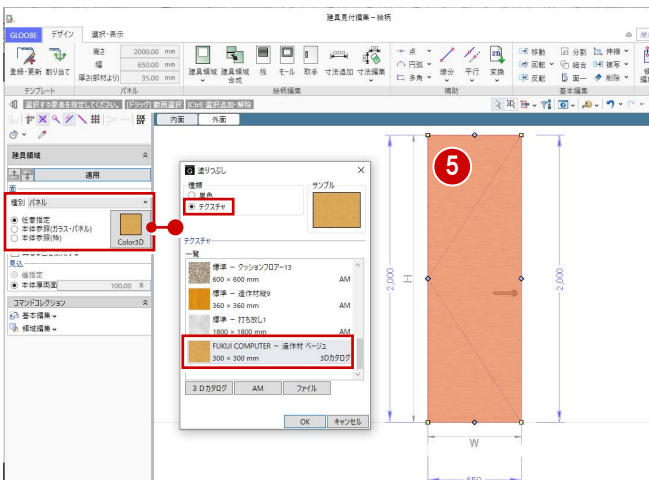 建具見付編集 - 絵柄
GLOOBE デザイン 選択・表示
高さ 2000.00 mm
幅 650.00 mm
厚さ(部材より) 35.00 mm
登録・更新 割り当て
建具領域 建具領域合成 桟 モール 取手 寸法追加 寸法編集
点 円弧 多角 線分 平行 変換
移動 分割 伸縮
回転 結合 複写
反転 面一 削除
テンプレート パネル 絵柄編集 補助 基本編集
選択する要素を指定してください。 [ドラッグ]範囲選択 [Ctrl] 選択追加・解除
内面 外面
建具領域
適用
面
種別 パネル
任意指定
本体参照(ガラス・パネル)
本体参照(枠)
Color3D
見込
値指定
本体厚両面 100.00 %
コマンドコレクション
基本編集
領域編集
塗りつぶし
種類
単色
テクスチャ
サンプル
テクスチャ
一覧
標準 - クッションフロアー13
600 × 600 mm AM
標準 - 造作材縦9
360 × 360 mm AM
標準 - 打ち放し1
1800 × 1800 mm AM
FUKUI COMPUTER - 造作材 ベージュ
300 × 300 mm 3Dカタログ
3Dカタログ AM ファイル
OK キャンセル
5
2,000
H
2,000
W
650